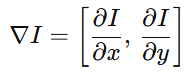 ∇I = [∂I/∂x, ∂I/∂y]